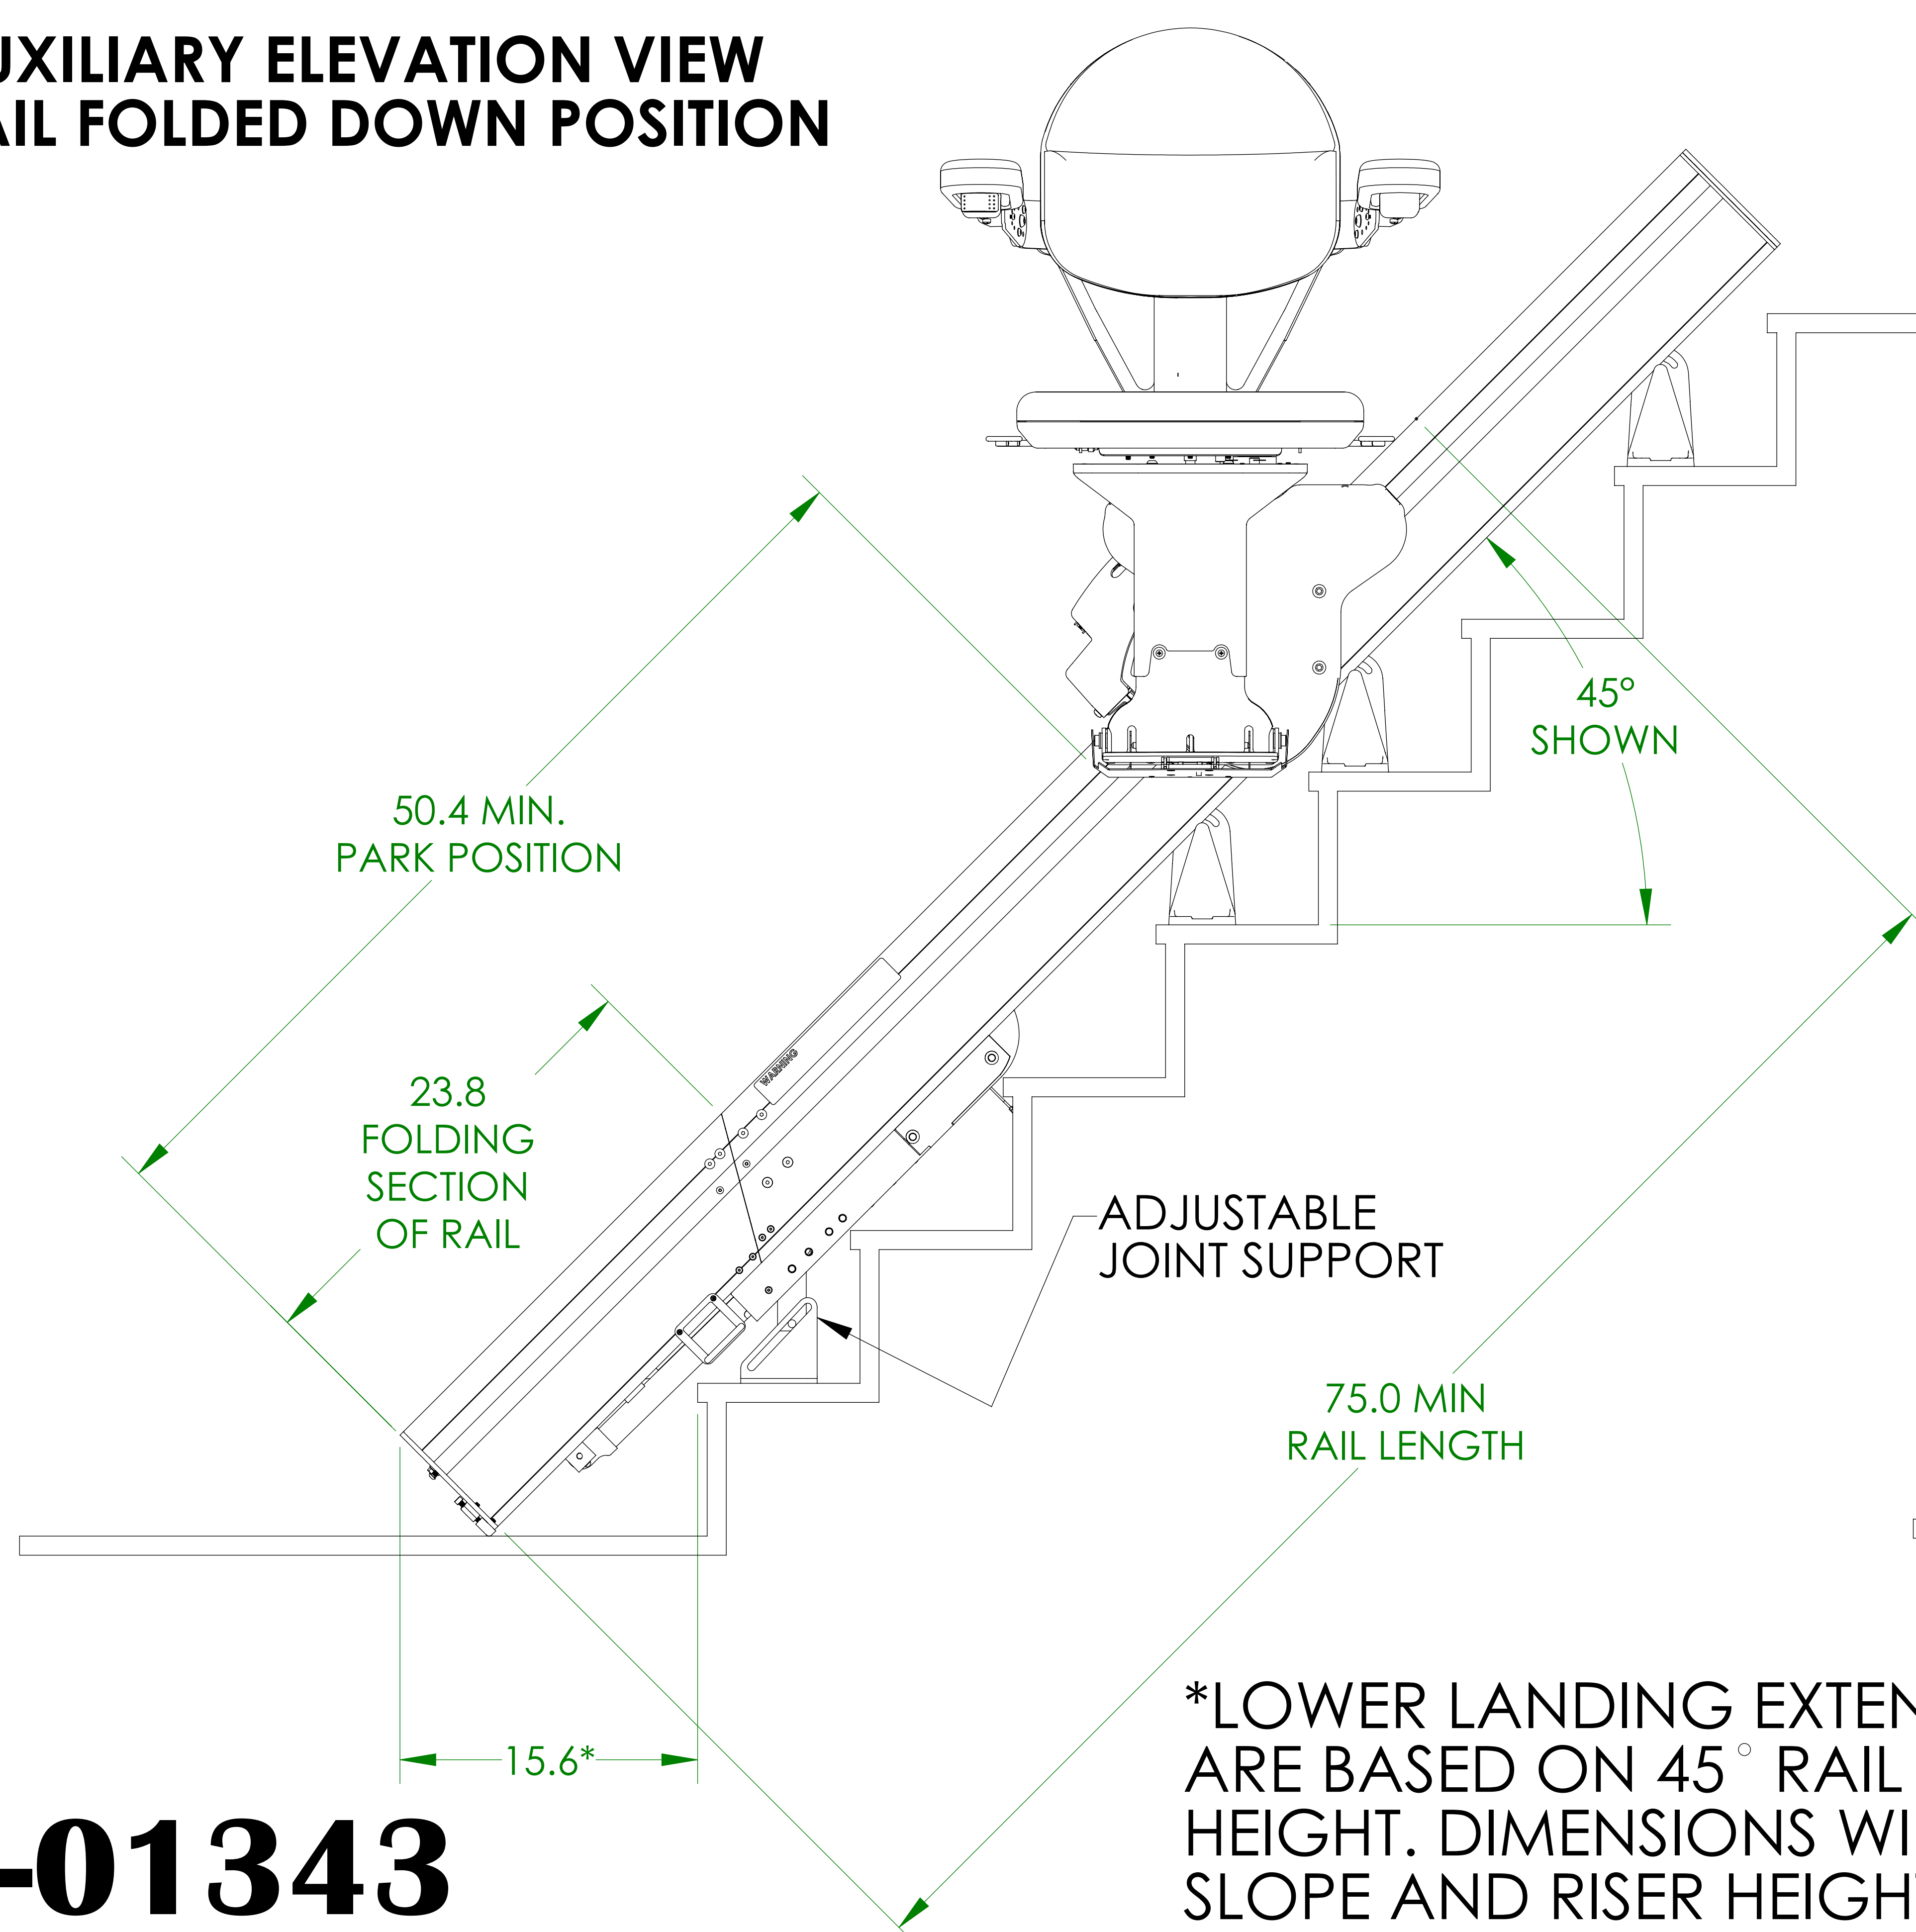 UXILIARY ELEVATION VIEW
AIL FOLDED DOWN POSITION
45°
SHOWN
50.4 MIN.
PARK POSITION
WARNING
23.8
FOLDING
SECTION
OF RAIL
ADJUSTABLE
JOINT SUPPORT
75.0 MIN
RAIL LENGTH
15.6*
*LOWER LANDING EXTEN
ARE BASED ON 45° RAIL
HEIGHT. DIMENSIONS WI
SLOPE AND RISER HEIGHT
-01343